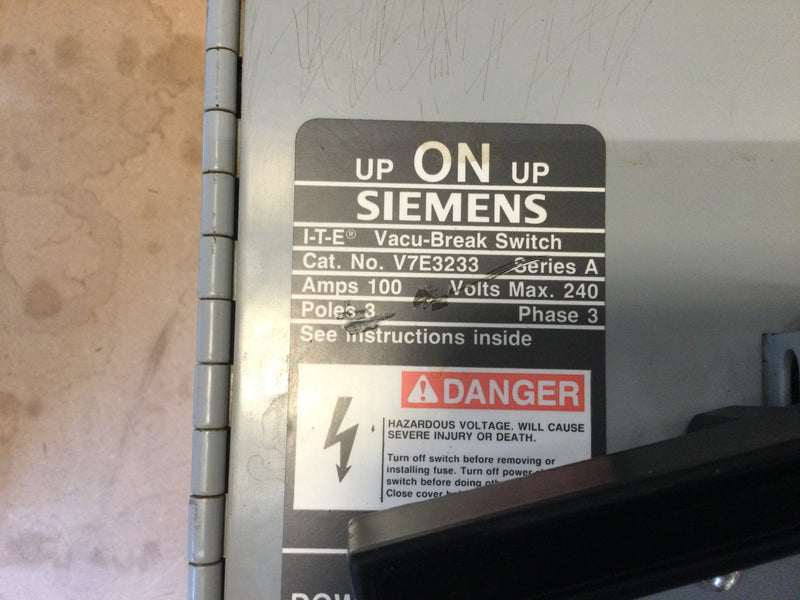 UP ON UP
SIEMENS
I-T-E® Vacu-Break Switch
Cat. No. V7E3233 Series A
Amps 100 Volts Max. 240
Poles 3 Phase 3
See instructions inside
DANGER
HAZARDOUS VOLTAGE. WILL CAUSE
SEVERE INJURY OR DEATH.
Turn off switch before removing or
installing fuse. Turn off power
switch before doing
Close cover